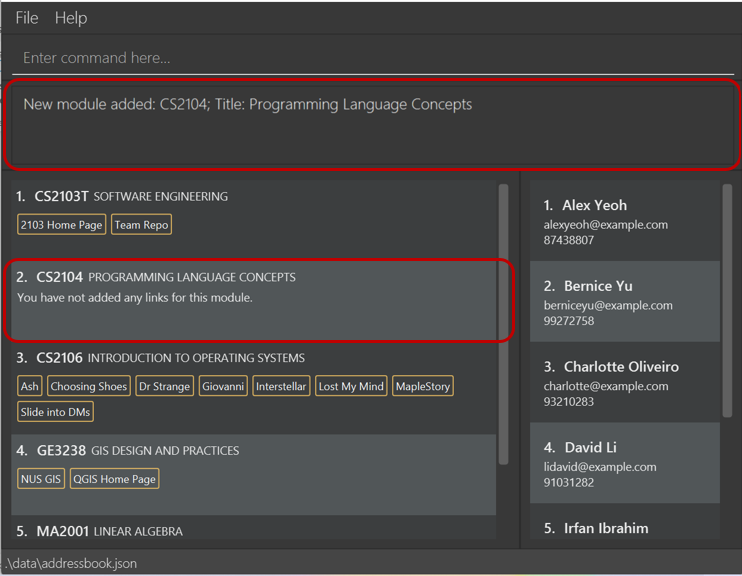 File Help
Enter command here...
New module added: CS2104; Title: Programming Language Concepts
1. CS2103T SOFTWARE ENGINEERING
2103 Home Page Team Repo
2. CS2104 PROGRAMMING LANGUAGE CONCEPTS
You have not added any links for this module.
3. CS2106 INTRODUCTION TO OPERATING SYSTEMS
Ash Choosing Shoes Dr Strange Giovanni Interstellar Lost My Mind MapleStory
Slide into DMs
4. GE3238 GIS DESIGN AND PRACTICES
NUS GIS QGIS Home Page
5. MA2001 LINEAR ALGEBRA
1. Alex Yeoh
alexyeoh@example.com
87438807
2. Bernice Yu
berniceyu@example.com
99272758
3. Charlotte Oliveiro
charlotte@example.com
93210283
4. David Li
lidavid@example.com
91031282
5. Irfan Ibrahim
.\data\addressbook.json